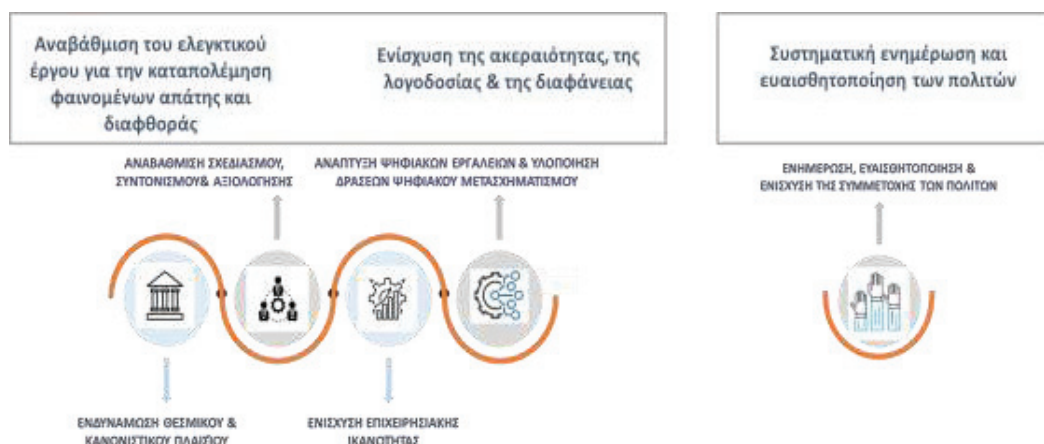 Αναβάθμιση του ελεγκτικού
έργου για την καταπολέμηση
φαινομένων απάτης και
διαφθοράς
Ενίσχυση της ακεραιότητας, της
λογοδοσίας & της διαφάνειας
Συστηματική ενημέρωση και
ευαισθητοποίηση των πολιτών
ΑΝΑΒΑΘΜΙΣΗ ΣΧΕΔΙΑΣΜΟΥ,
ΣΥΝΤΟΝΙΣΜΟΥ& ΑΞΙΟΛΟΓΗΣΗΣ
ΑΝΑΠΤΥΞΗ ΨΗΦΙΑΚΩΝ ΕΡΓΑΛΕΙΩΝ & ΥΛΟΠΟΙΗΣΗ
ΔΡΑΣΕΩΝ ΨΗΦΙΑΚΟΥ ΜΕΤΑΣΧΗΜΑΤΙΣΜΟΥ
ΕΝΗΜΕΡΩΣΗ, ΕΥΑΙΣΘΗΤΟΠΟΙΗΣΗ &
ΕΝΙΣΧΥΣΗ ΤΗΣ ΣΥΜΜΕΤΟΧΗΣ ΤΩΝ ΠΟΛΙΤΩΝ
ΕΝΔΥΝΑΜΩΣΗ ΘΕΣΜΙΚΟΥ &
ΚΑΝΟΝΙΣΤΙΚΟΥ ΠΛΑΙΣΙΟΥ
ΕΝΙΣΧΥΣΗ ΕΠΙΧΕΙΡΗΣΙΑΚΗΣ
ΙΚΑΝΟΤΗΤΑΣ